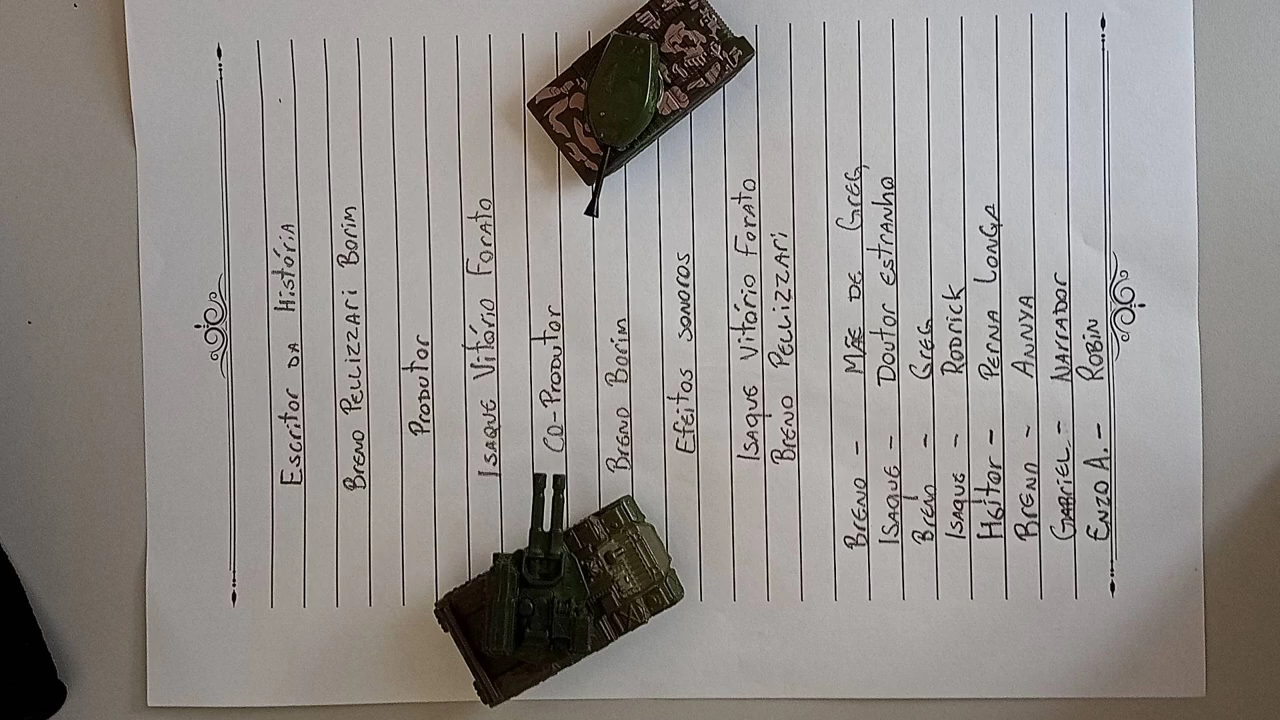 Escritor da História
Breno Pellizzari Borim
Produtor
Isaque Vitório Forato
Co-Produtor
Breno Borim
Efeitos sonoros
Isaque Vitório Forato
Breno Pellizzari
Breno - Mãe de Greg,
Isaque - Doutor estranho
Breno - Greg
Isaque - Rodrick
Heitor - Perna Longa
Breno - Annya
Gabriel - Narrador
Enzo A. - Robin